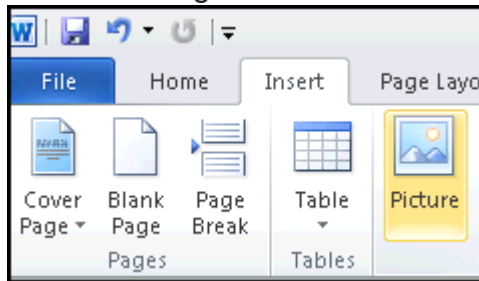 W
File Home Insert Page Layo
Cover Page Blank Page Page Break Table Picture
Pages Tables